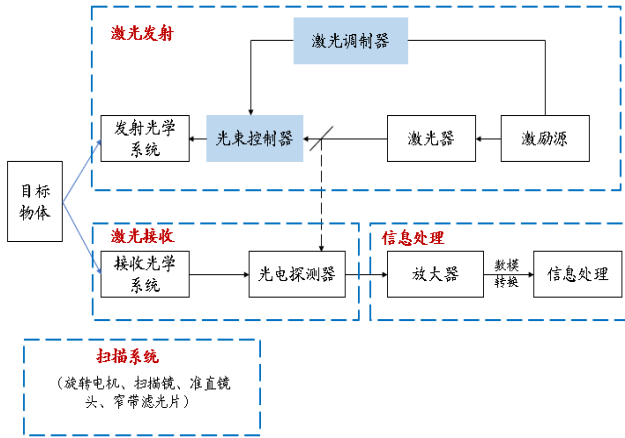 激光发射
激光调制器
发射光学
系统
光束控制器
激光器
激励源
目标
物体
激光接收
信息处理
接收光学
系统
光电探测器
放大器
数模
转换
信息处理
扫描系统
（旋转电机、扫描镜、准直镜
头、窄带滤光片）